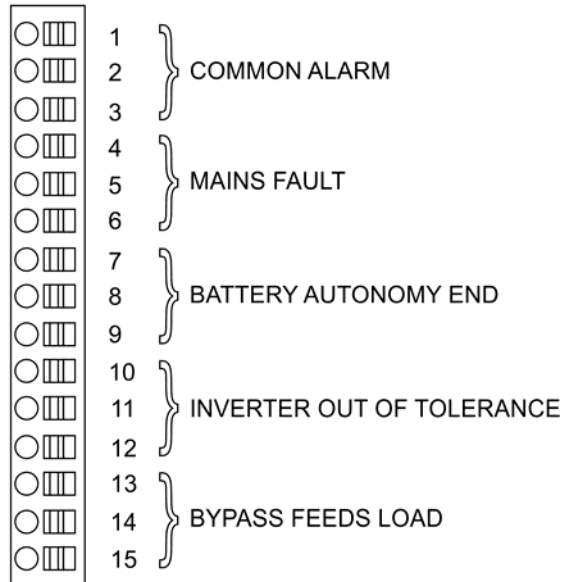 1
2 COMMON ALARM
3
4
5 MAINS FAULT
6
7
8 BATTERY AUTONOMY END
9
10
11 INVERTER OUT OF TOLERANCE
12
13
14 BYPASS FEEDS LOAD
15